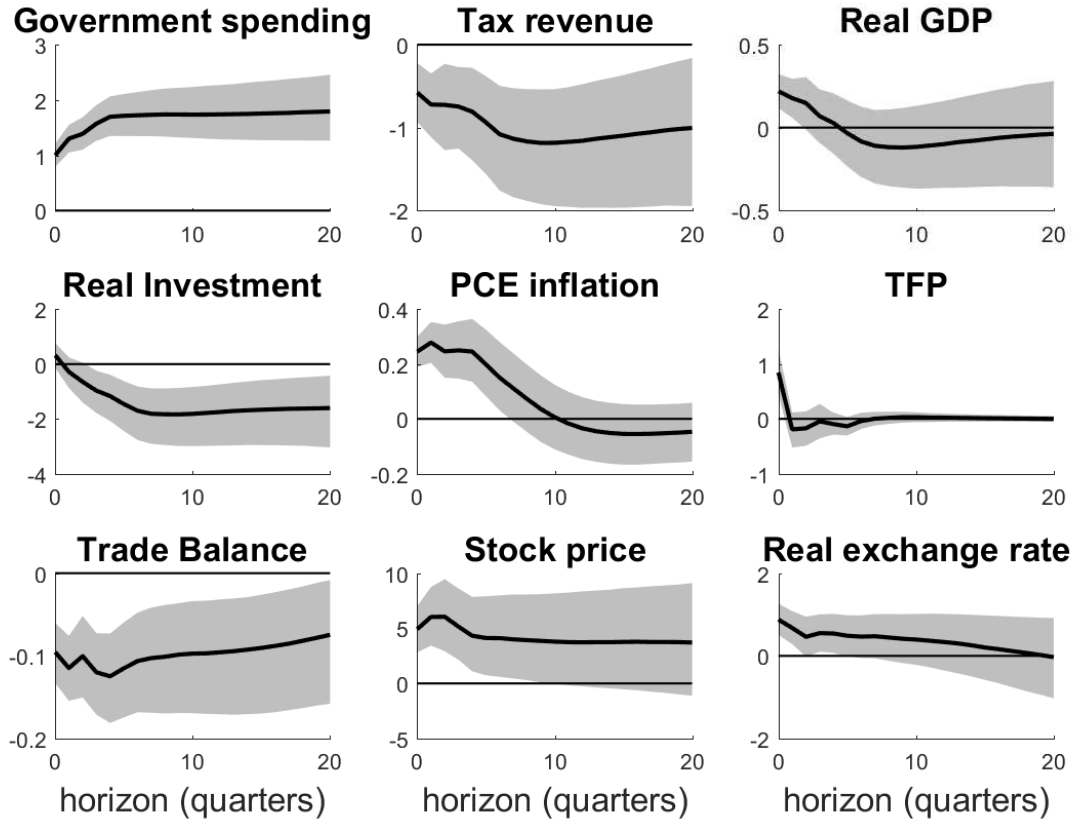 Government spending
3
2
1
0
0 10 20
Tax revenue
0
-1
-2
0 10 20
Real GDP
0.5
0
-0.5
0 10 20
Real Investment
2
0
-2
-4
0 10 20
PCE inflation
0.4
0.2
0
-0.2
0 10 20
TFP
2
1
0
-1
0 10 20
Trade Balance
0
-0.1
-0.2
0 10 20
horizon (quarters)
Stock price
10
5
0
-5
0 10 20
horizon (quarters)
Real exchange rate
2
0
-2
0 10 20
horizon (quarters)